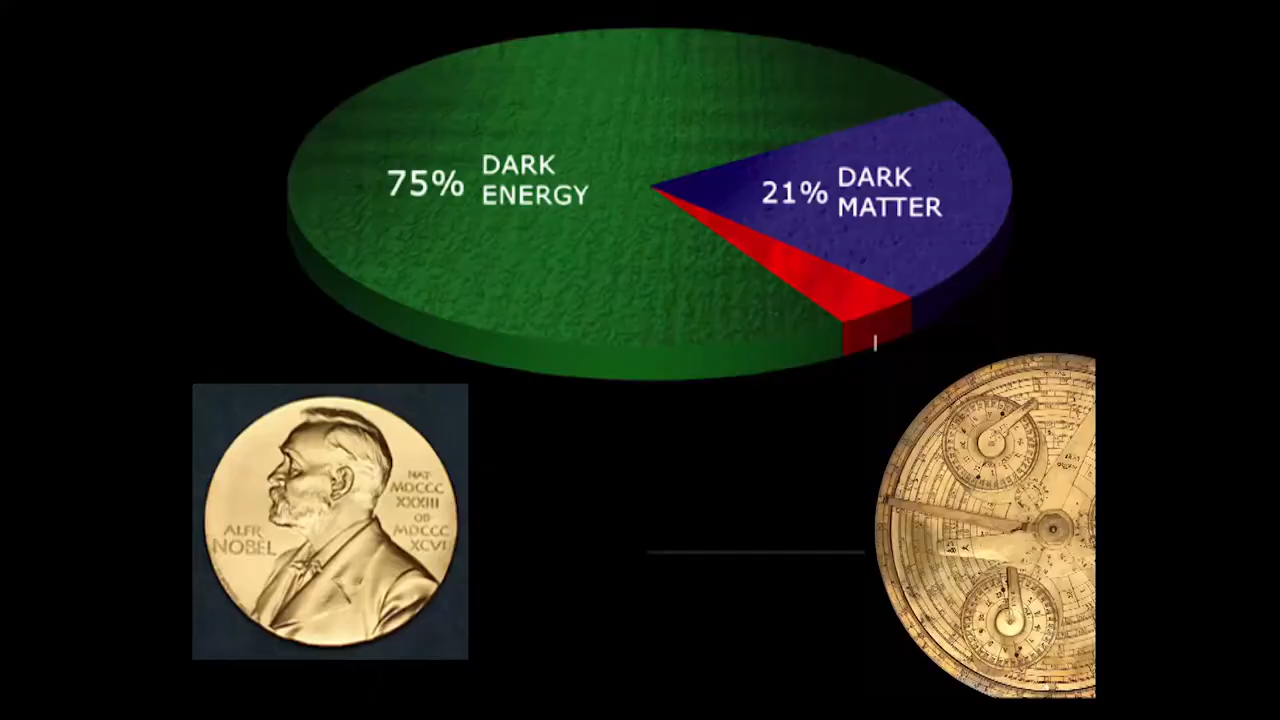 75% DARK
ENERGY
21% DARK
MATTER
ALFR
NOBEL
NAT
MDCCC
XXXIII
OB
MDCCC
XCVI